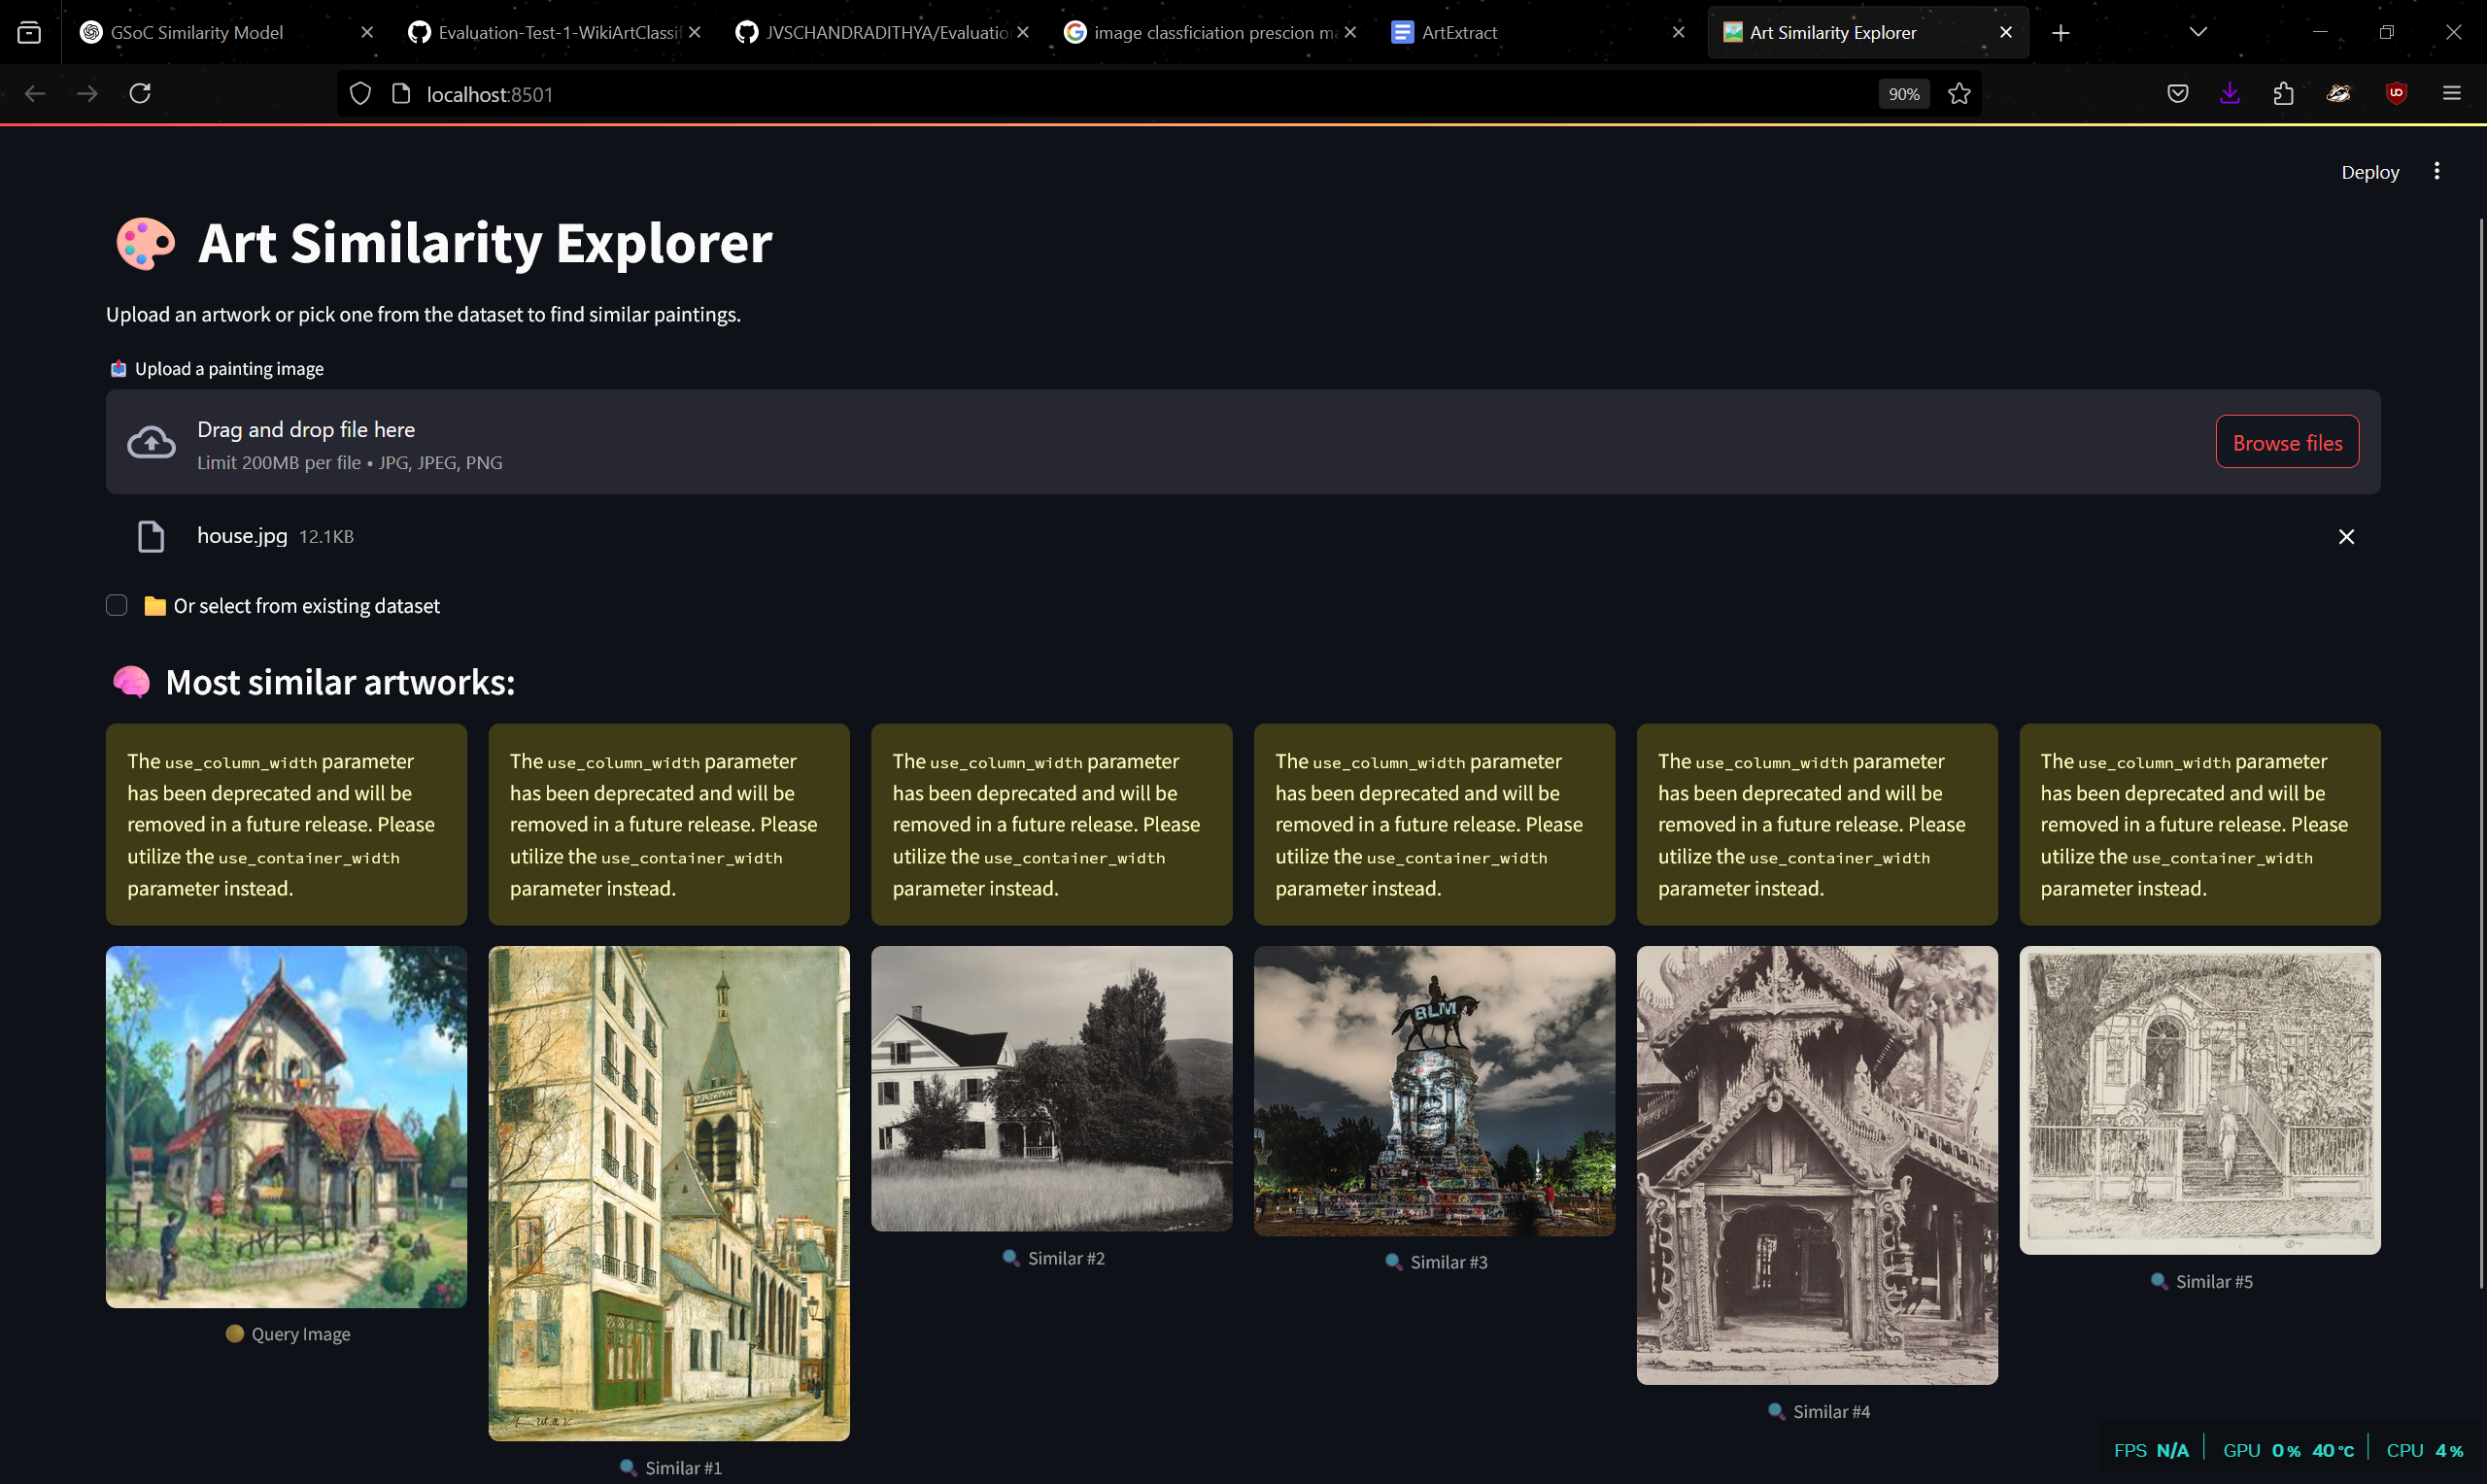 GSoC Similarity Model
Evaluation-Test-1-WikiArtClassif
JVSCHANDRADITHYA/Evaluatio
image classficiation prescion m
ArtExtract
Art Similarity Explorer
localhost:8501
90%
Deploy
Art Similarity Explorer
Upload an artwork or pick one from the dataset to find similar paintings.
Upload a painting image
Drag and drop file here
Limit 200MB per file • JPG, JPEG, PNG
Browse files
house.jpg 12.1KB
Or select from existing dataset
Most similar artworks:
The use_column_width parameter
has been deprecated and will be
removed in a future release. Please
utilize the use_container_width
parameter instead.
The use_column_width parameter
has been deprecated and will be
removed in a future release. Please
utilize the use_container_width
parameter instead.
The use_column_width parameter
has been deprecated and will be
removed in a future release. Please
utilize the use_container_width
parameter instead.
The use_column_width parameter
has been deprecated and will be
removed in a future release. Please
utilize the use_container_width
parameter instead.
The use_column_width parameter
has been deprecated and will be
removed in a future release. Please
utilize the use_container_width
parameter instead.
The use_column_width parameter
has been deprecated and will be
removed in a future release. Please
utilize the use_container_width
parameter instead.
BLM
Query Image
Similar #1
Similar #2
Similar #3
Similar #4
Similar #5
FPS N/A GPU 0% 40°C CPU 4%